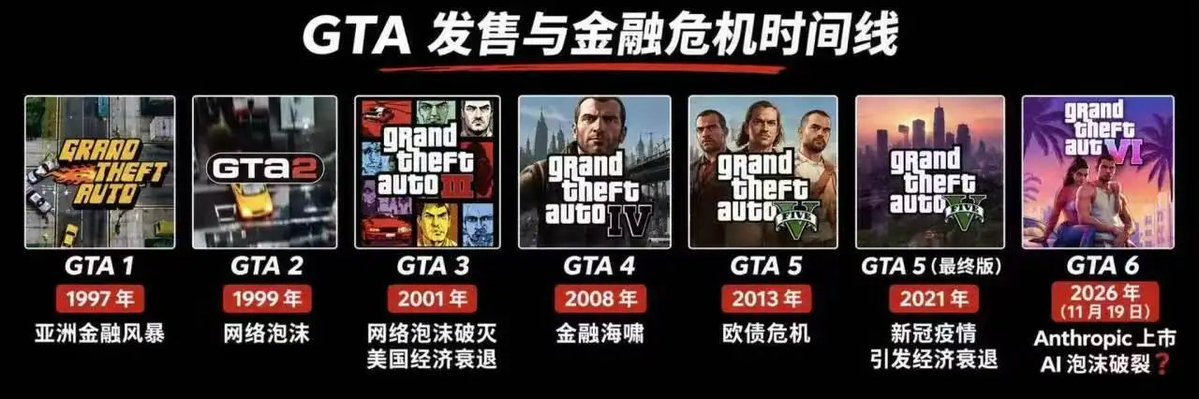 GTA 发售与金融危机时间线
GRAND
THEFT
AUTO
GTA2
grand
theft
auto III
grand
theft
auto IV
grand
theft
auto V
FIVE
grand
theft
auto V
FIVE
grand
theft
aut VI
GTA 1
1997 年
亚洲金融风暴
GTA 2
1999 年
网络泡沫
GTA 3
2001 年
网络泡沫破灭
美国经济衰退
GTA 4
2008 年
金融海啸
GTA 5
2013 年
欧债危机
GTA 5（最终版）
2021 年
新冠疫情
引发经济衰退
GTA 6
2026 年
(11 月 19 日)
Anthropic 上市
AI 泡沫破裂❓